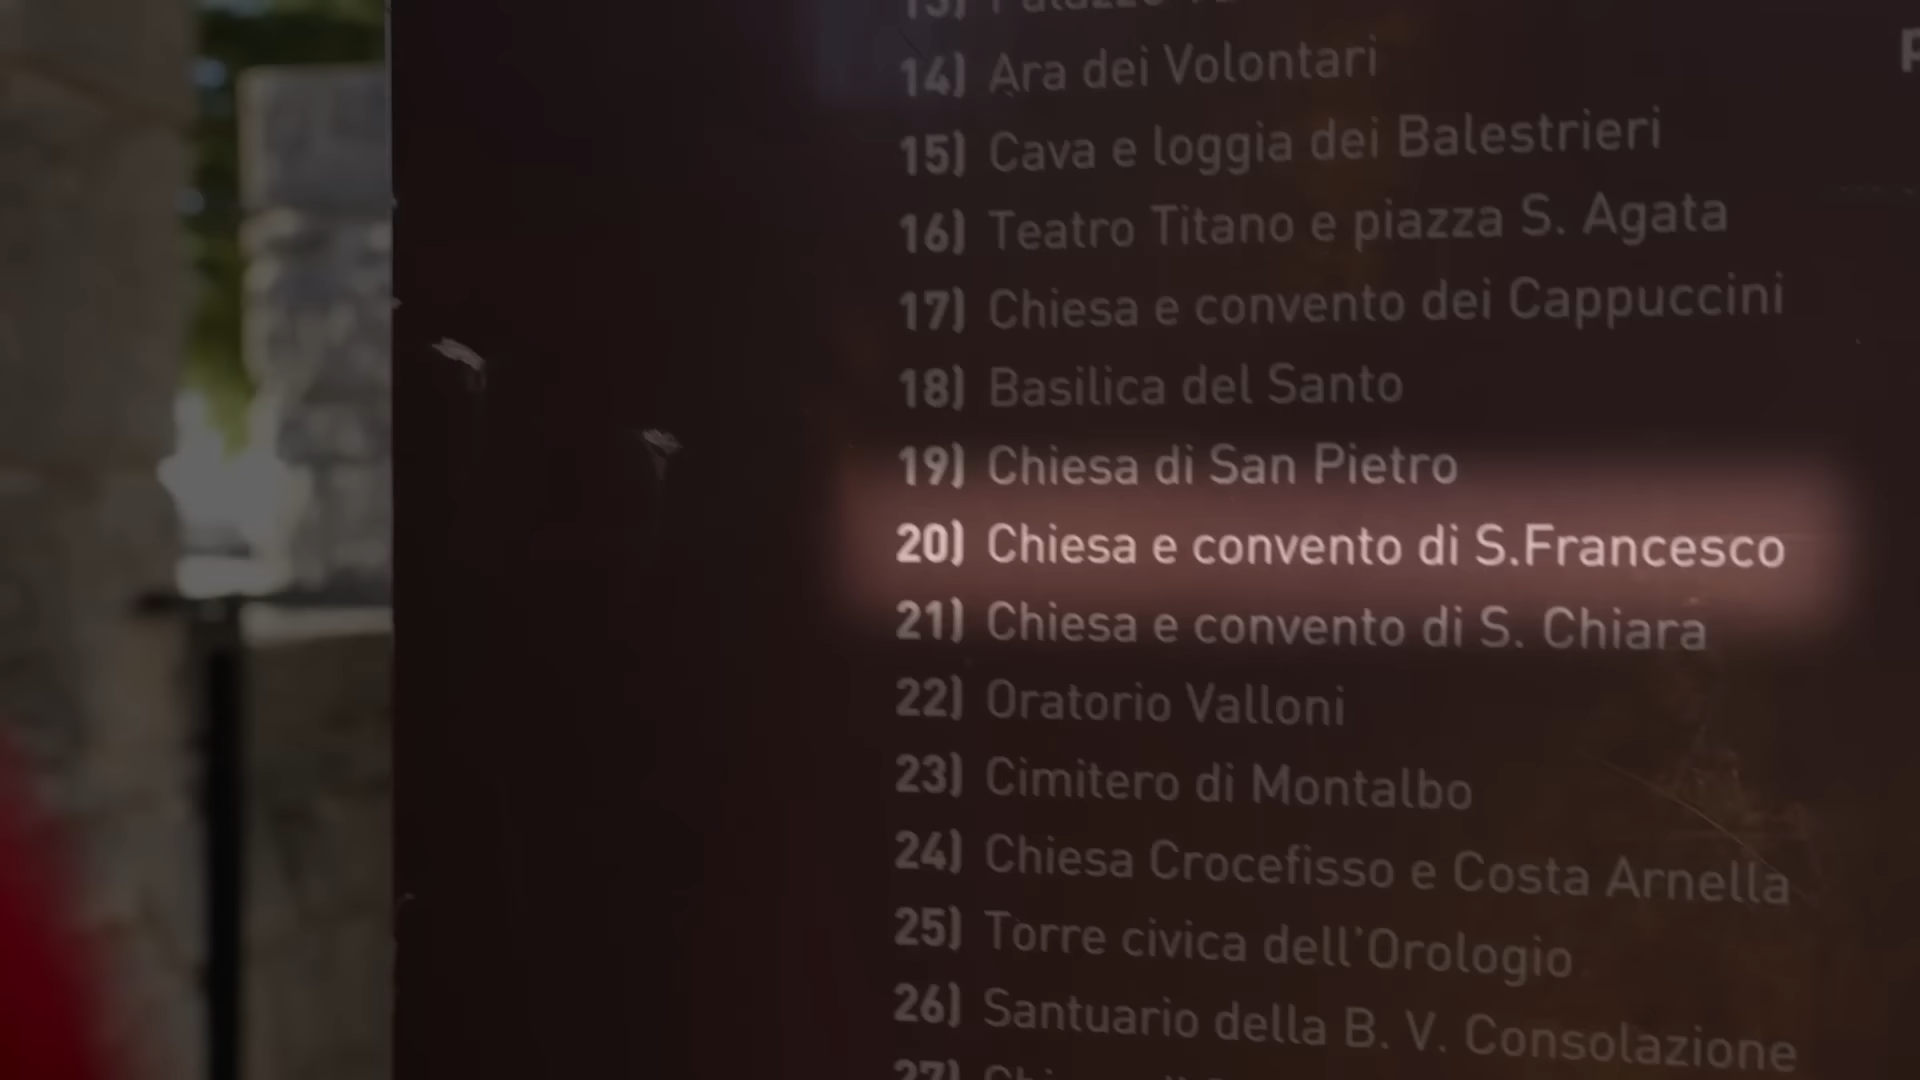 14) Ara dei Volontari
15) Cava e loggia dei Balestrieri
16) Teatro Titano e piazza S. Agata
17) Chiesa e convento dei Cappuccini
18) Basilica del Santo
19) Chiesa di San Pietro
20) Chiesa e convento di S.Francesco
21) Chiesa e convento di S. Chiara
22) Oratorio Valloni
23) Cimitero di Montalbo
24) Chiesa Crocefisso e Costa Arnella
25) Torre civica dell'Orologio
26) Santuario della B. V. Consolazione